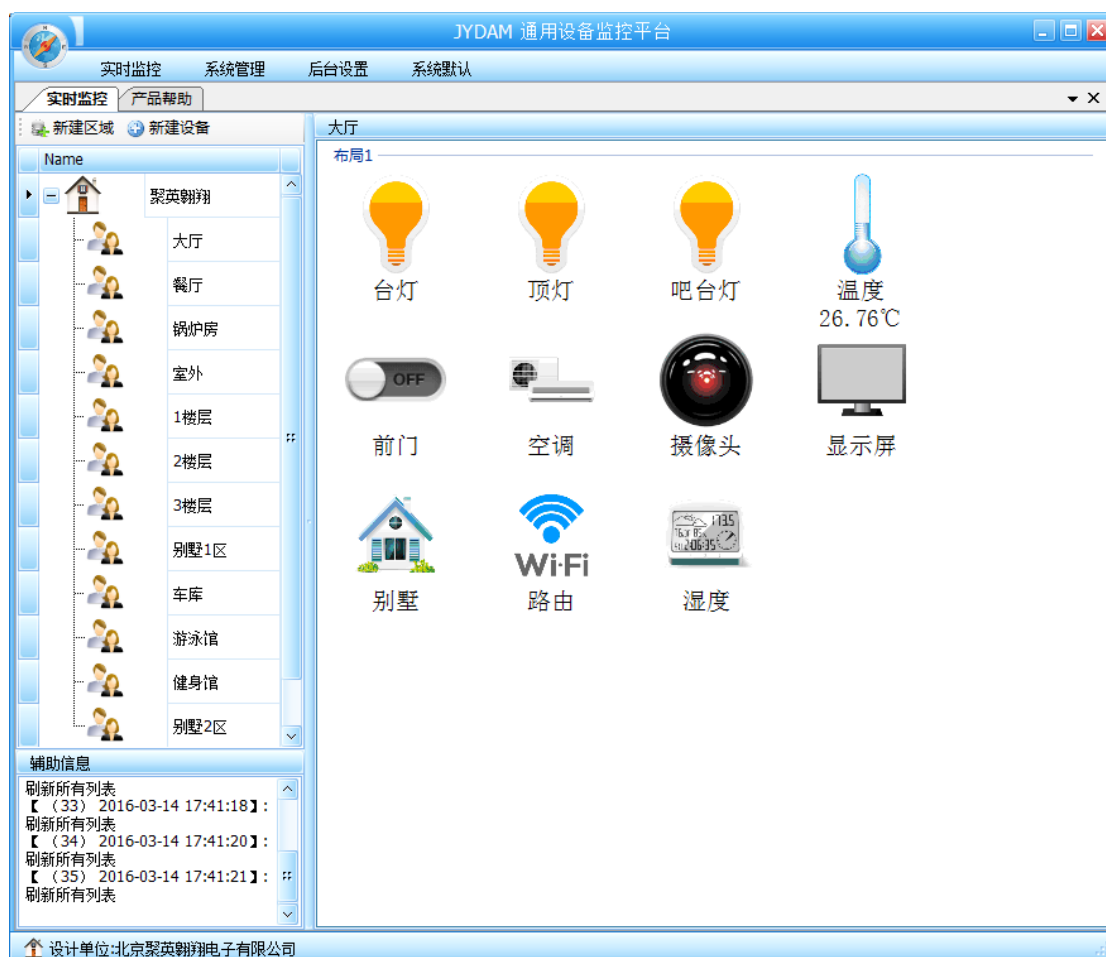 JYDAM 通用设备监控平台
实时监控 系统管理 后台设置 系统默认
实时监控 产品帮助
新建区域 新建设备
Name
聚英翱翔
大厅
餐厅
锅炉房
室外
1楼层
2楼层
3楼层
别墅1区
车库
游泳馆
健身馆
别墅2区
辅助信息
刷新所有列表
【 （33） 2016-03-14 17:41:18】:
刷新所有列表
【 （34） 2016-03-14 17:41:20】:
刷新所有列表
【 （35） 2016-03-14 17:41:21】:
刷新所有列表
大厅
布局1
台灯 顶灯 吧台灯 温度
26.76℃
OFF
前门 空调 摄像头 显示屏
Wi-Fi
别墅 路由 湿度
设计单位:北京聚英翱翔电子有限公司